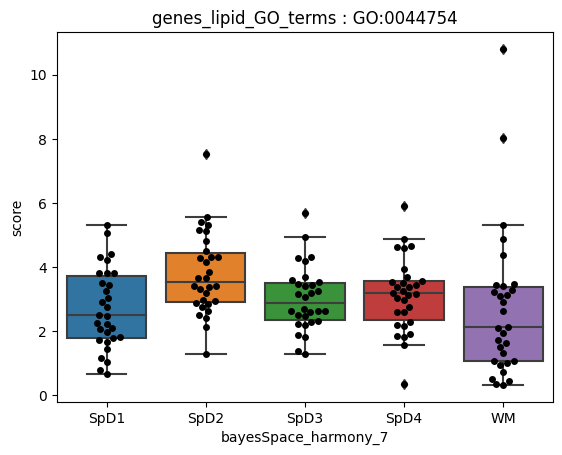 genes_lipid_GO_terms : GO:0044754
score
10
8
6
4
2
0
SpD1 SpD2 SpD3 SpD4 WM
bayesSpace_harmony_7